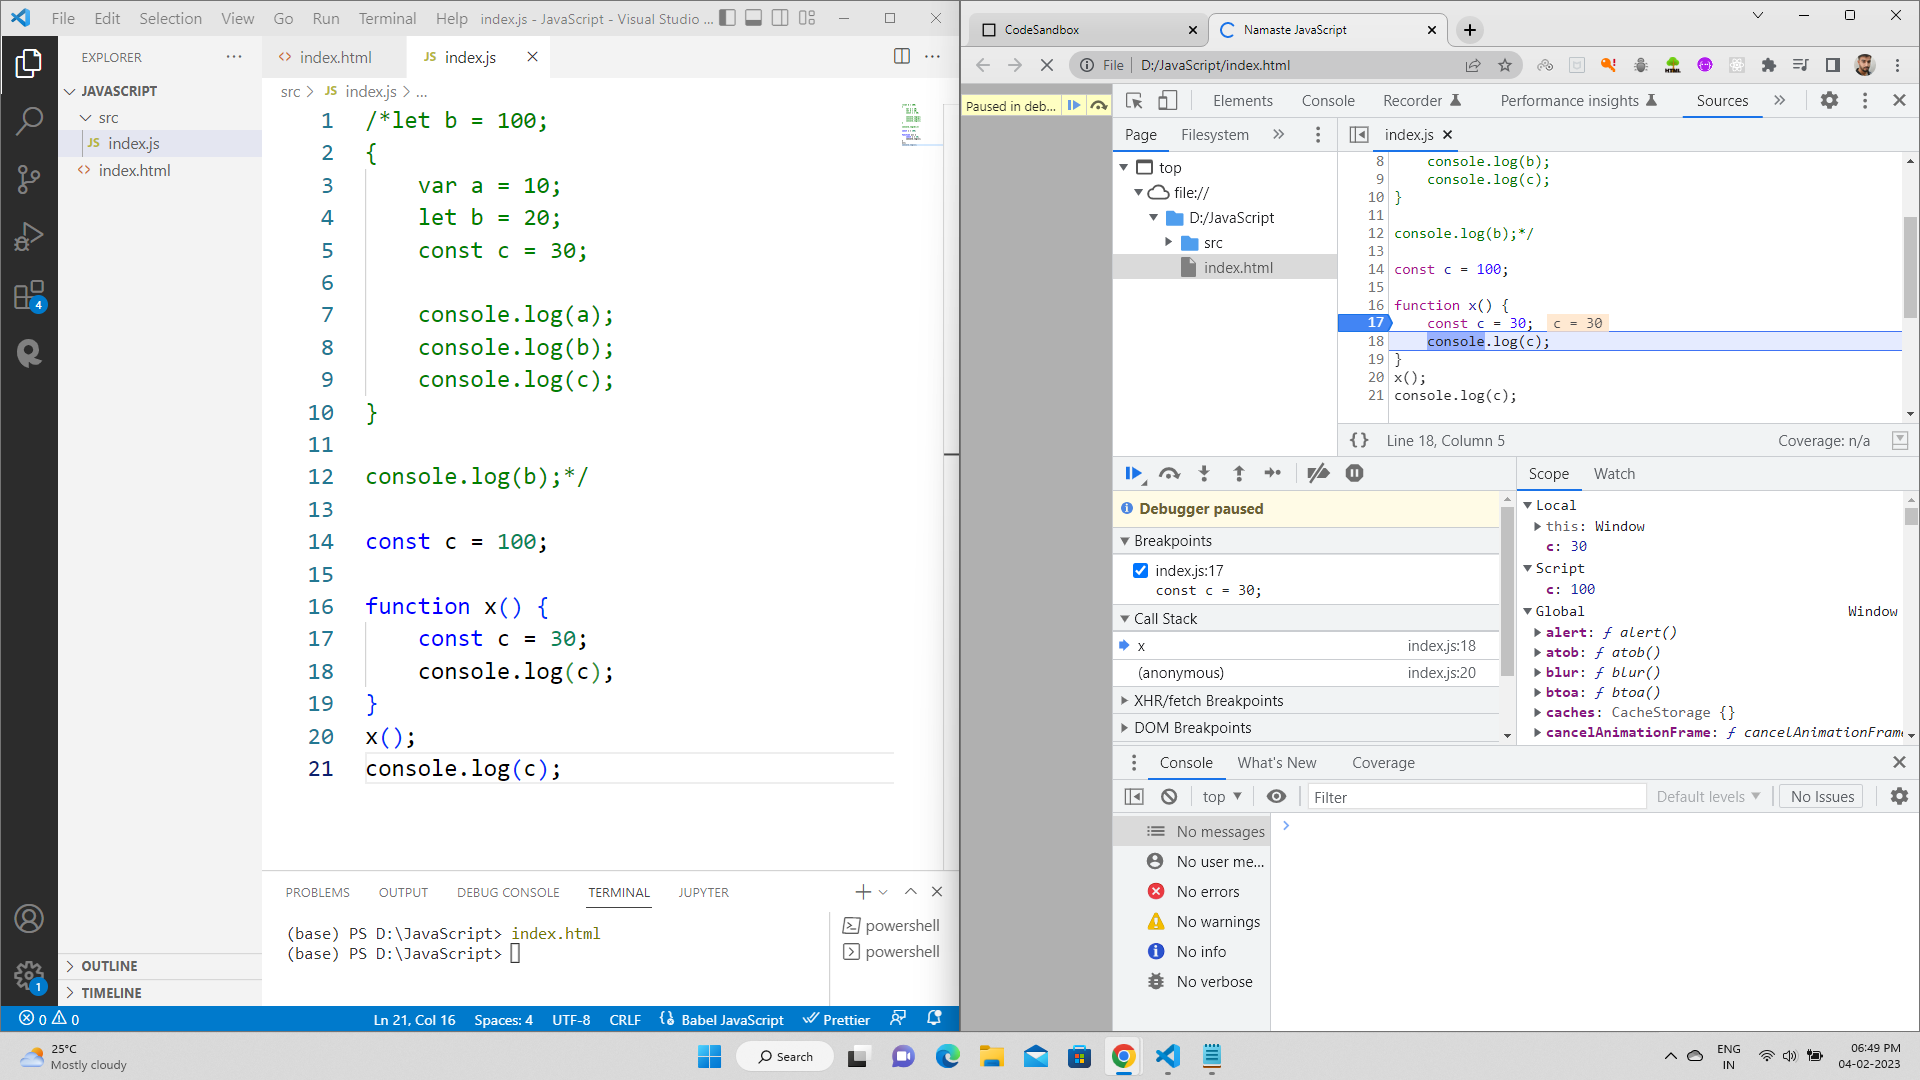 File Edit Selection View Go Run Terminal Help index.js - JavaScript - Visual Studio ...
EXPLORER
JAVASCRIPT
src
JS index.js
index.html
OUTLINE
TIMELINE
index.html
JS index.js
src > JS index.js > ...
1 /*let b = 100;
2 {
3 var a = 10;
4 let b = 20;
5 const c = 30;
6
7 console.log(a);
8 console.log(b);
9 console.log(c);
10 }
11
12 console.log(b);*/
13
14 const c = 100;
15
16 function x() {
17 const c = 30;
18 console.log(c);
19 }
20 x();
21 console.log(c);
PROBLEMS OUTPUT DEBUG CONSOLE TERMINAL JUPYTER
(base) PS D:\JavaScript> index.html
(base) PS D:\JavaScript>
powershell
powershell
4
1
0 0
Ln 21, Col 16 Spaces: 4 UTF-8 CRLF Babel JavaScript Prettier
CodeSandbox
Namaste JavaScript
File D:/JavaScript/index.html
Paused in deb...
Elements Console Recorder Performance insights Sources
Page Filesystem
index.js
top
file://
D:/JavaScript
src
index.html
8 console.log(b);
9 console.log(c);
10 }
11
12 console.log(b);*/
13
14 const c = 100;
15
16 function x() {
17 const c = 30; c = 30
18 console.log(c);
19 }
20 x();
21 console.log(c);
{} Line 18, Column 5 Coverage: n/a
Debugger paused
Breakpoints
index.js:17
const c = 30;
Call Stack
x index.js:18
(anonymous) index.js:20
XHR/fetch Breakpoints
DOM Breakpoints
Scope Watch
Local
this: Window
c: 30
Script
c: 100
Global Window
alert: ƒ alert()
atob: ƒ atob()
blur: ƒ blur()
btoa: ƒ btoa()
caches: CacheStorage {}
cancelAnimationFrame: ƒ cancelAnimationFram
Console What's New Coverage
top Filter Default levels No Issues
No messages
No user me...
No errors
No warnings
No info
No verbose
25°C
Mostly cloudy
Search
ENG
IN
06:49 PM
04-02-2023